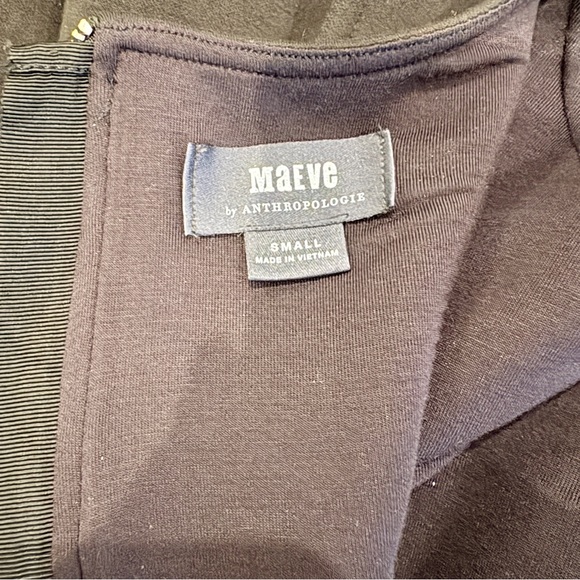 MaEve
by ANTHROPOLOGIE
SMALL
MADE IN VIETNAM